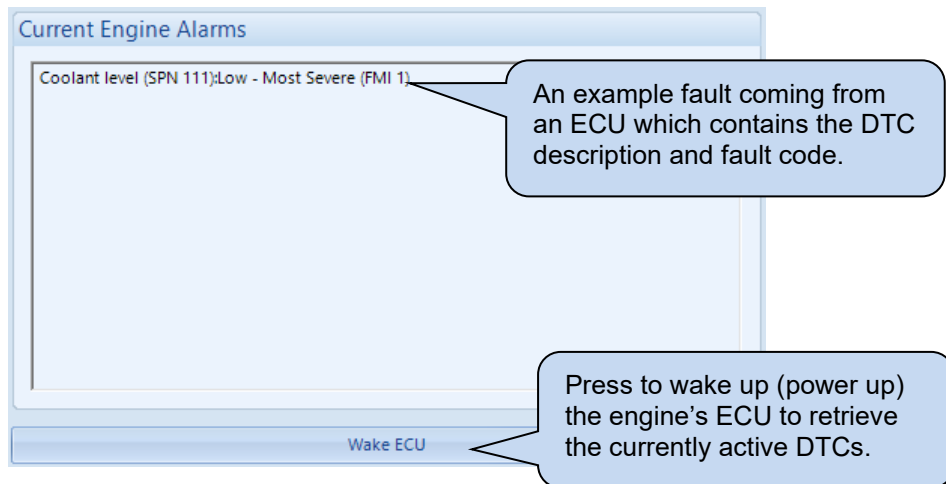 Current Engine Alarms
Coolant level (SPN 111):Low - Most Severe (FMI 1)
An example fault coming from
an ECU which contains the DTC
description and fault code.
Press to wake up (power up)
the engine’s ECU to retrieve
the currently active DTCs.
Wake ECU